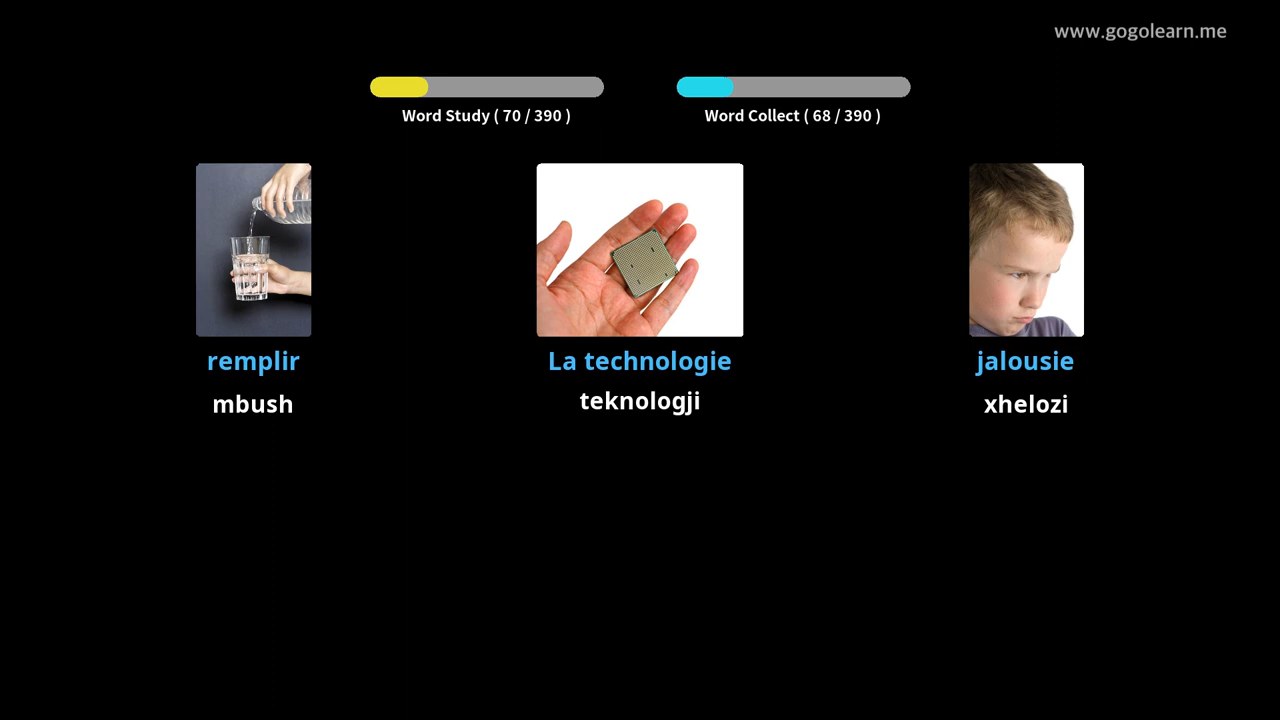 www.gogolearn.me
Word Study ( 70 / 390 )
Word Collect ( 68 / 390 )
remplir
mbush
La technologie
teknologji
jalousie
xhelozi